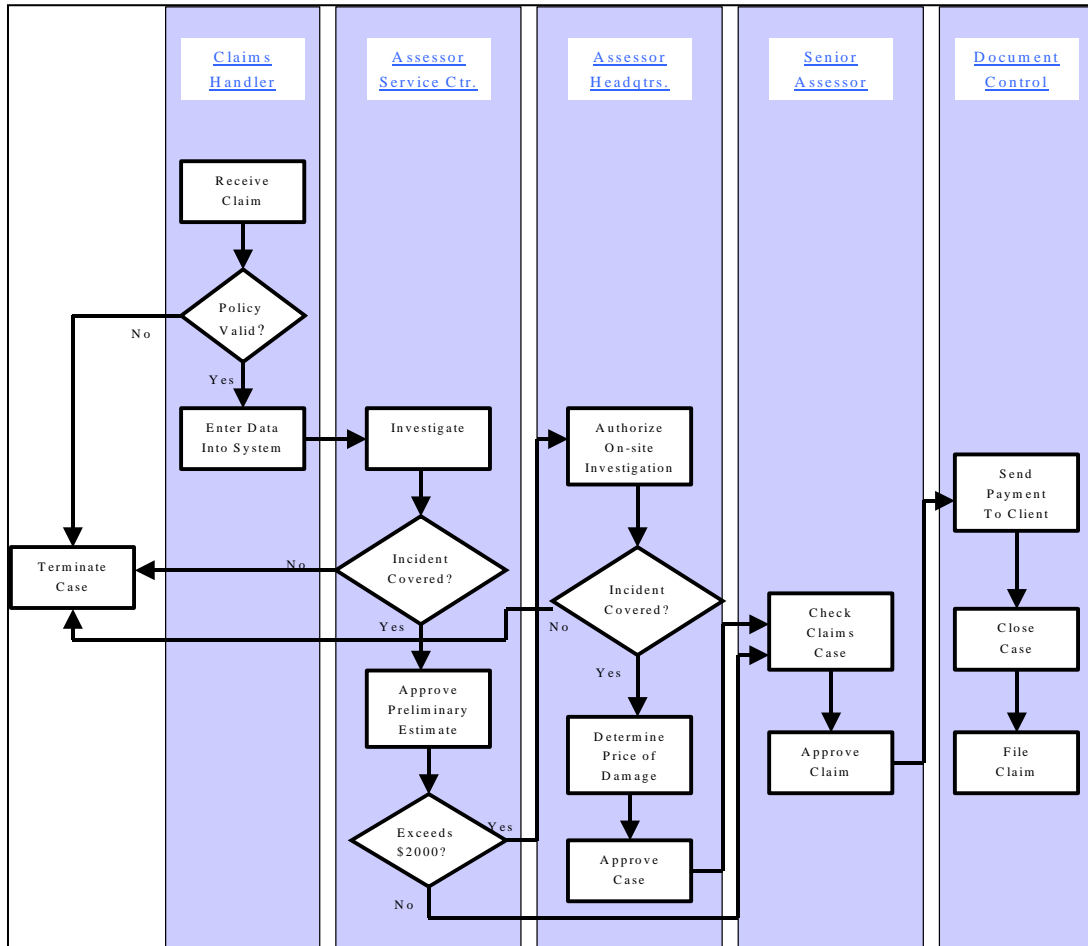 Claims
Handler
Assessor
Service Ctr.
Assessor
Headqtrs.
Senior
Assessor
Document
Control
Receive
Claim
Policy
Valid?
No
Yes
Enter Data
Into System
Investigate
Authorize
On-site
Investigation
Send
Payment
To Client
Terminate
Case
No
Incident
Covered?
Yes
Incident
Covered?
No
Yes
Check
Claims
Case
Close
Case
Approve
Preliminary
Estimate
Determine
Price of
Damage
Approve
Claim
File
Claim
Exceeds
$2000?
Yes
No
Approve
Case